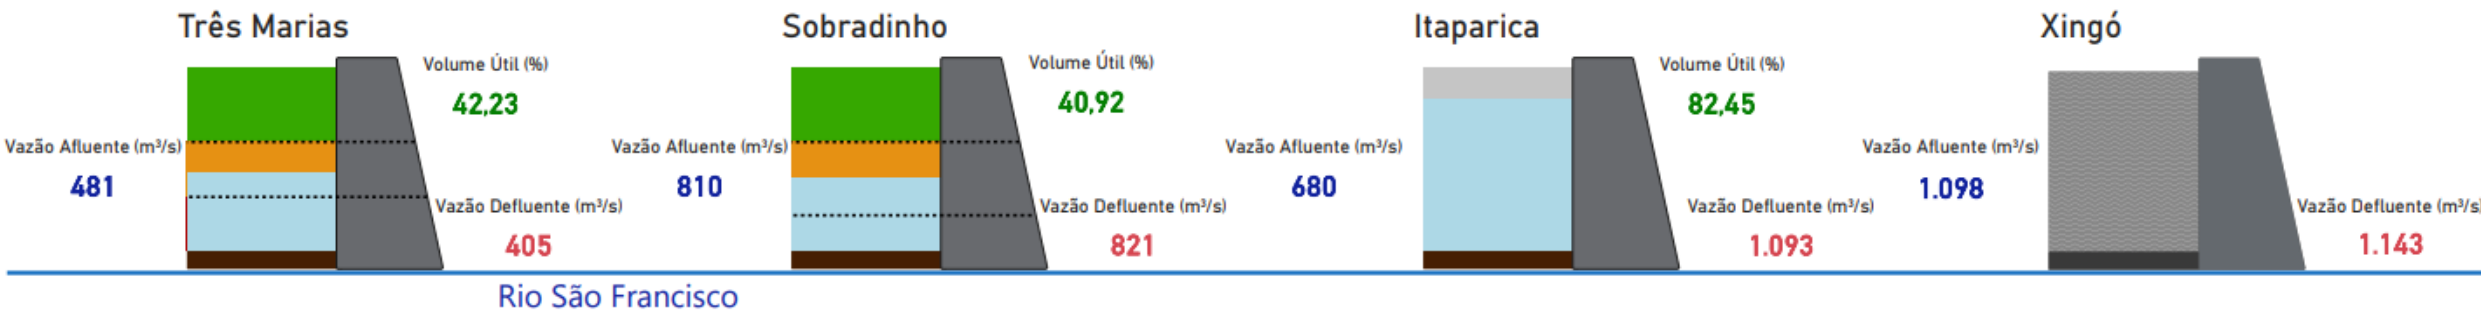 Três Marias
Volume Útil (%)
42,23
Vazão Afluente (m³/s)
481
Vazão Defluente (m³/s)
405
Sobradinho
Volume Útil (%)
40,92
Vazão Afluente (m³/s)
810
Vazão Defluente (m³/s)
821
Itaparica
Volume Útil (%)
82,45
Vazão Afluente (m³/s)
680
Vazão Defluente (m³/s)
1.093
Xingó
Vazão Afluente (m³/s)
1.098
Vazão Defluente (m³/s)
1.143
Rio São Francisco